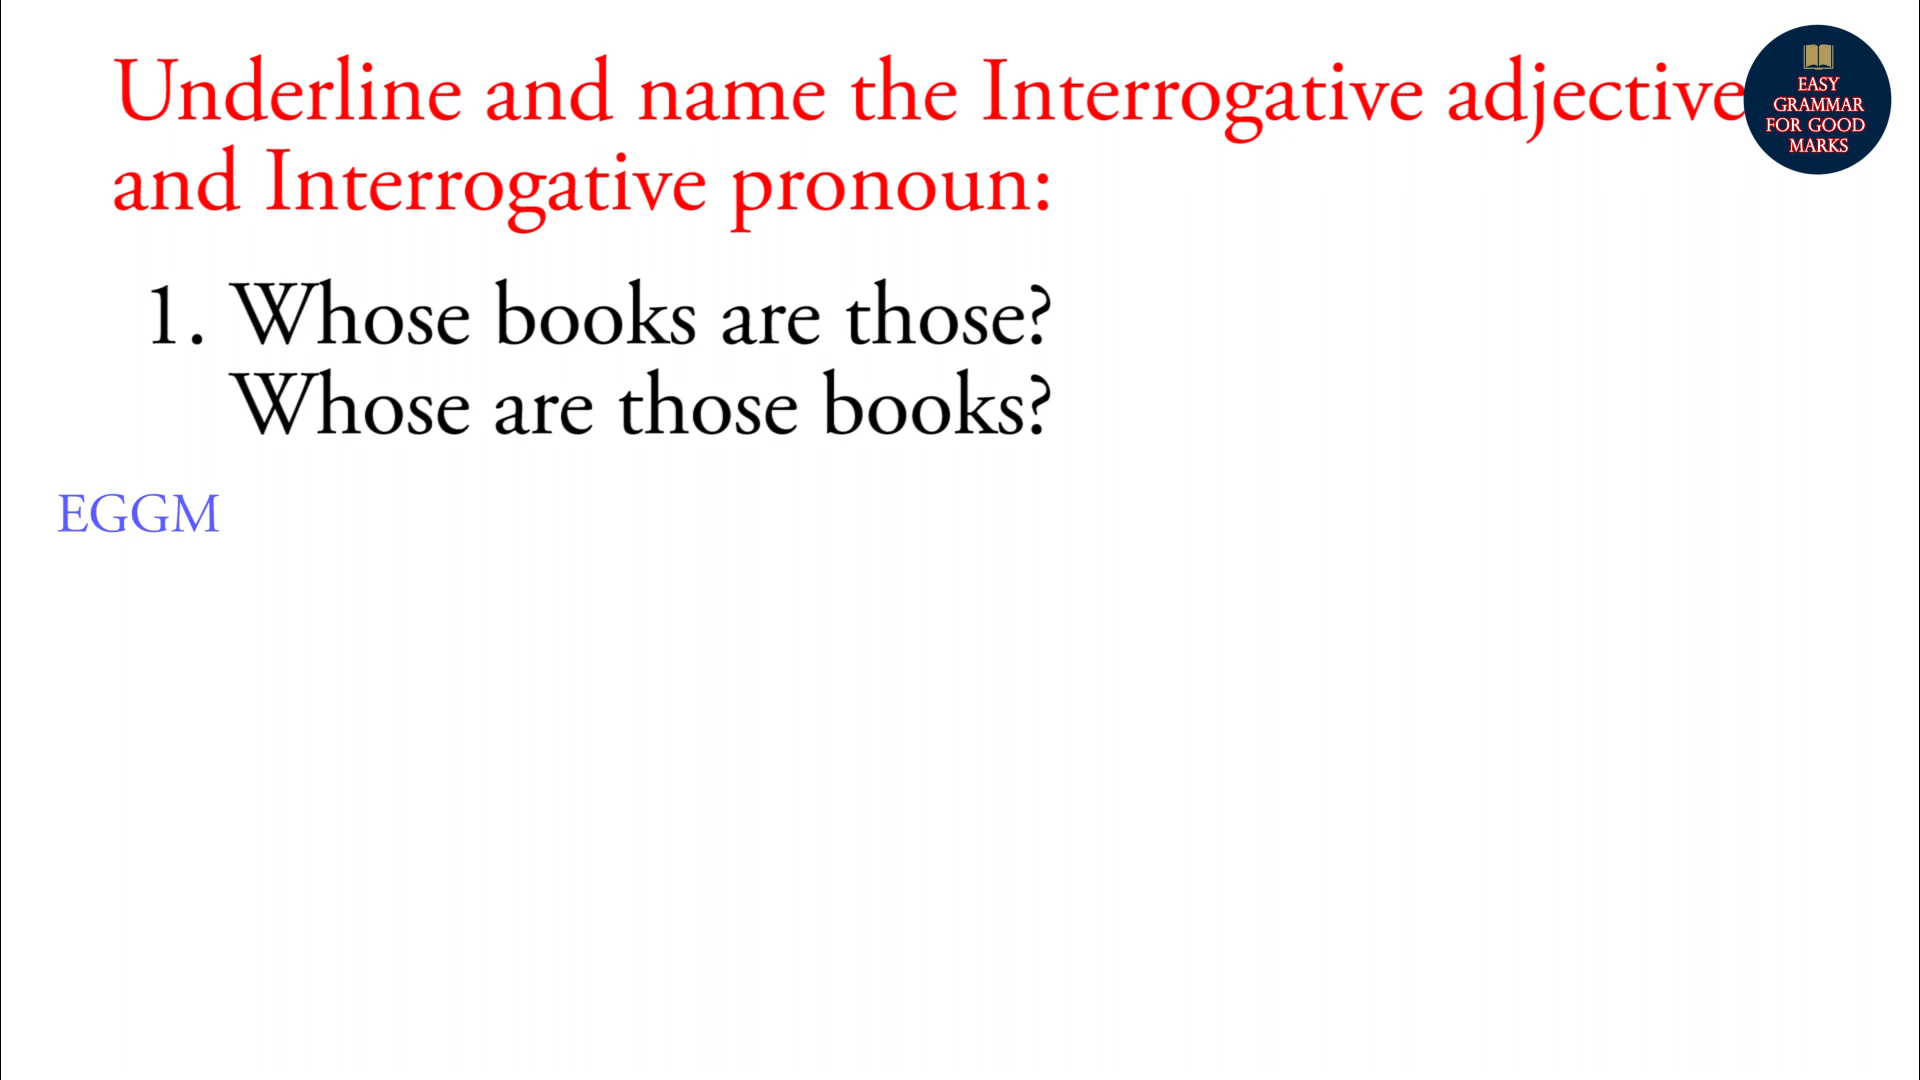 Underline and name the Interrogative adjective
and Interrogative pronoun:
1. Whose books are those?
Whose are those books?
EGGM
EASY
GRAMMAR
FOR GOOD
MARKS